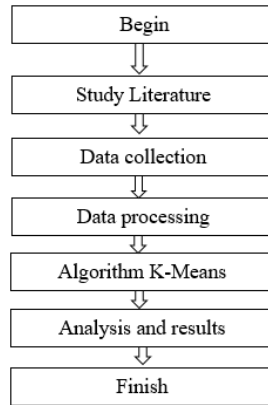 Begin
Study Literature
Data collection
Data processing
Algorithm K-Means
Analysis and results
Finish